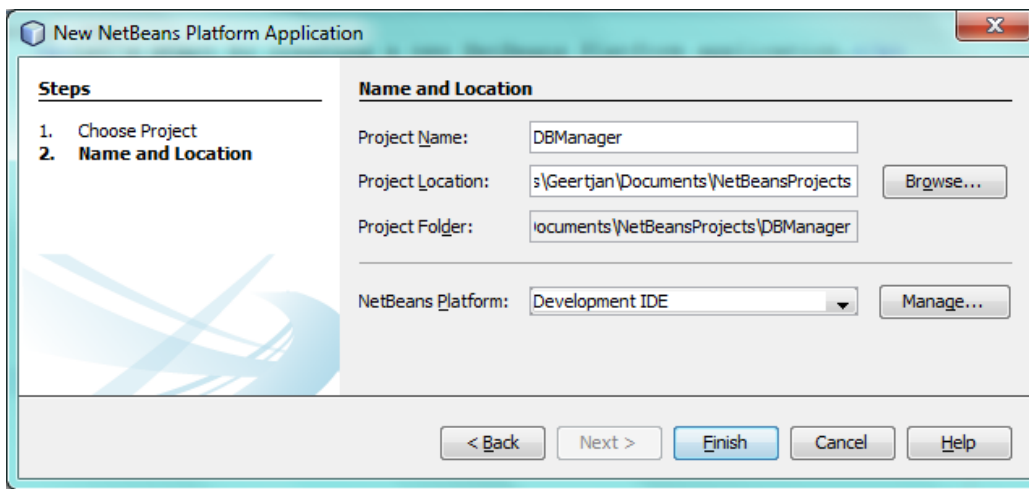 New NetBeans Platform Application
Steps
1. Choose Project
2. Name and Location
Name and Location
Project Name: DBManager
Project Location: s\Geertjan\Documents\NetBeansProjects Browse...
Project Folder: ocuments\NetBeansProjects\DBManager
NetBeans Platform: Development IDE Manage...
< Back Next > Finish Cancel Help